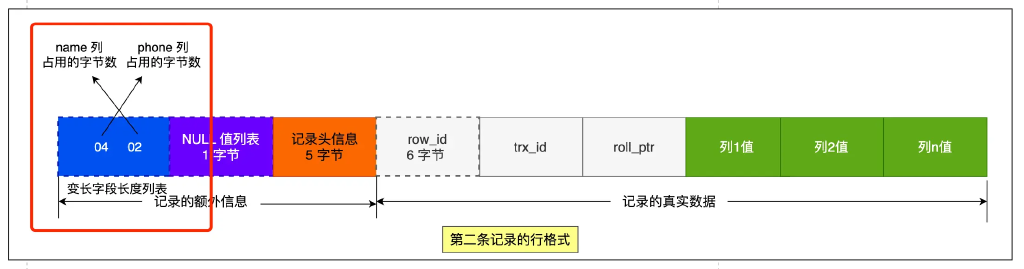 name 列
占用的字节数
phone 列
占用的字节数
04 02
NULL 值列表
1 字节
记录头信息
5 字节
row_id
6 字节
trx_id
roll_ptr
列1值
列2值
列n值
变长字段长度列表
记录的额外信息
记录的真实数据
第二条记录的行格式